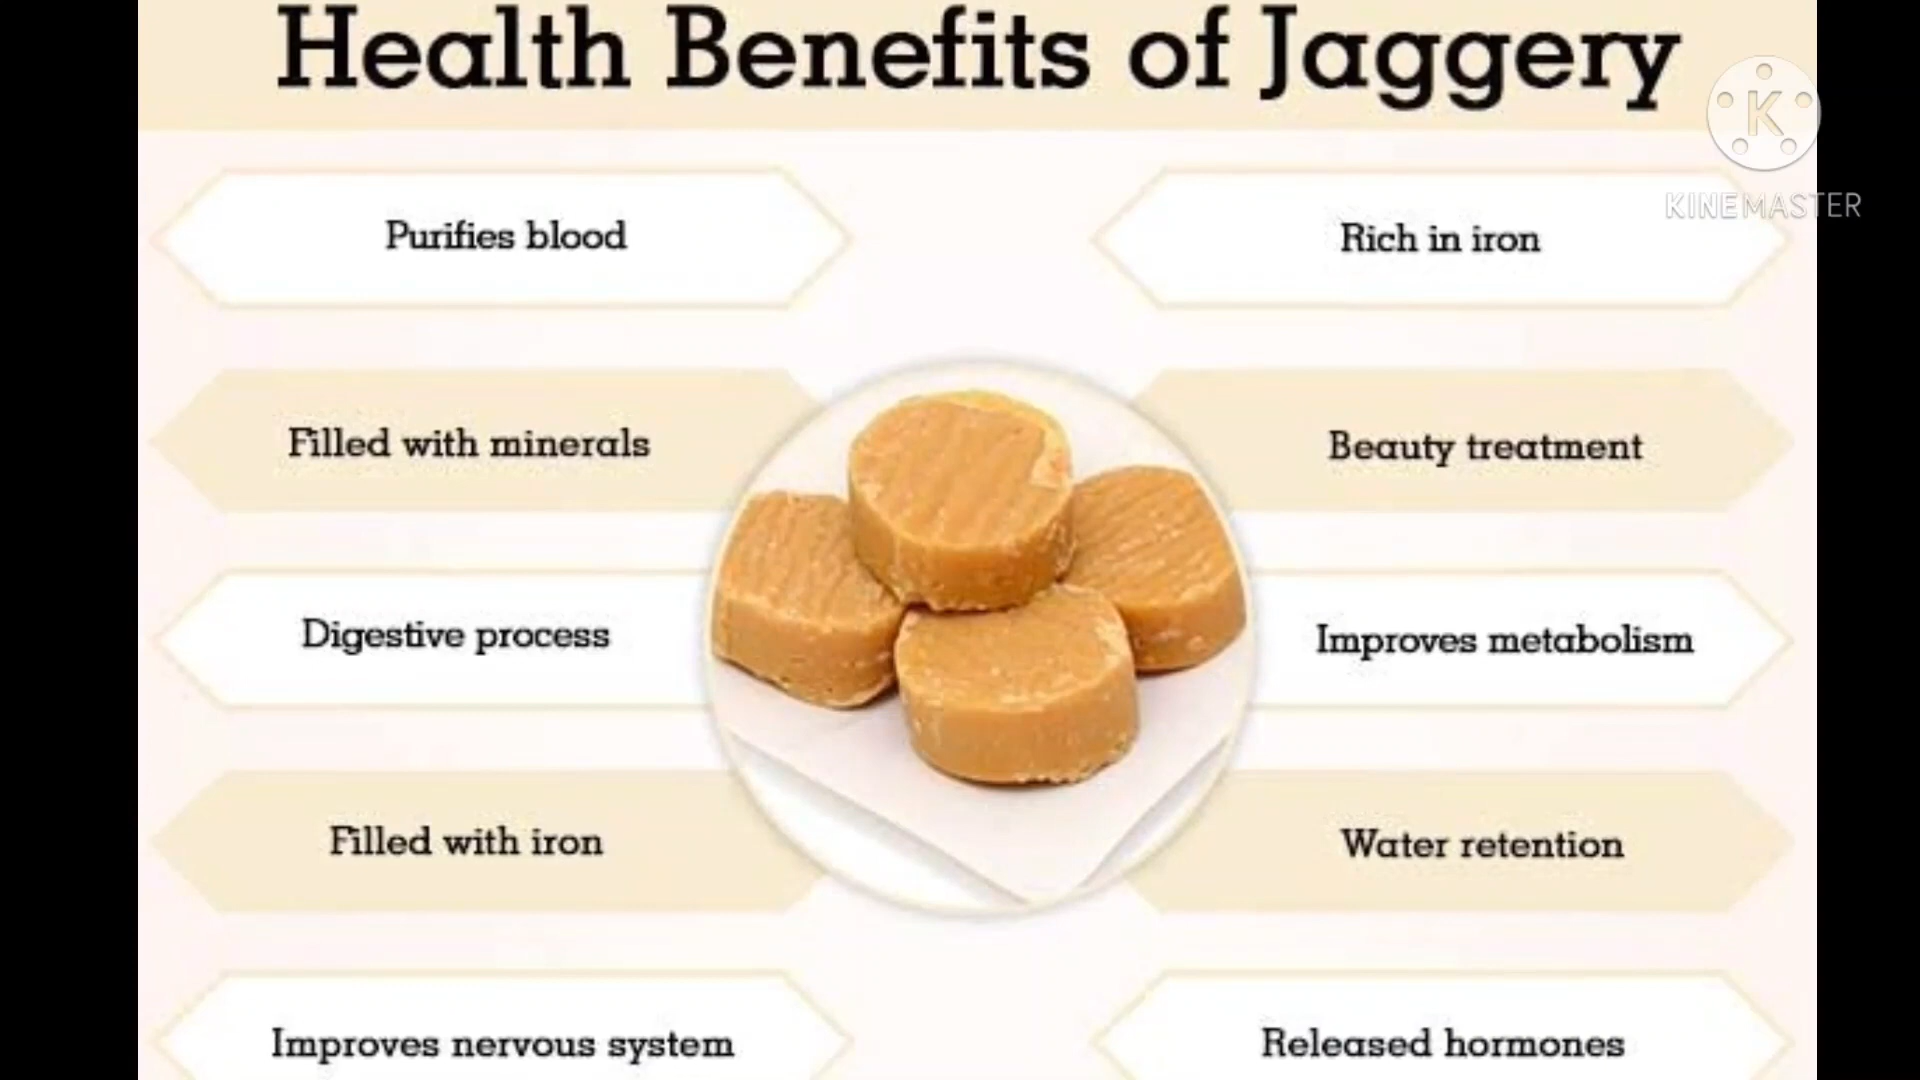 Health Benefits of Jaggery
K
KINEMASTER
Purifies blood
Rich in iron
Filled with minerals
Beauty treatment
Digestive process
Improves metabolism
Filled with iron
Water retention
Improves nervous system
Released hormones